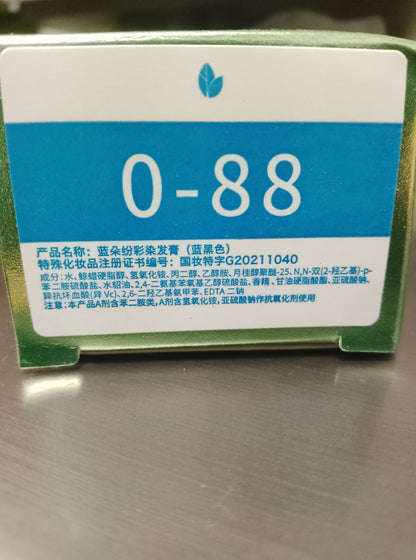 0-88
产品名称：蓝朵纷彩染发膏（蓝黑色）
特殊化妆品注册证书编号：国妆特字G20211040
成分：水、鲸蜡硬脂醇、氢氧化铵、丙二醇、乙醇胺、月桂醇聚醚-25、N,N-双(2-羟乙基)-p-
苯二胺硫酸盐、水貂油、2,4-二氨基苯氧基乙醇硫酸盐、香精、甘油硬脂酸酯、亚硫酸钠、
异抗坏血酸(异Vc)、2,6-二羟乙基氨甲苯、EDTA 二钠
注意：本产品A剂含苯二胺类，A剂含氢氧化铵，亚硫酸钠作抗氧化剂使用